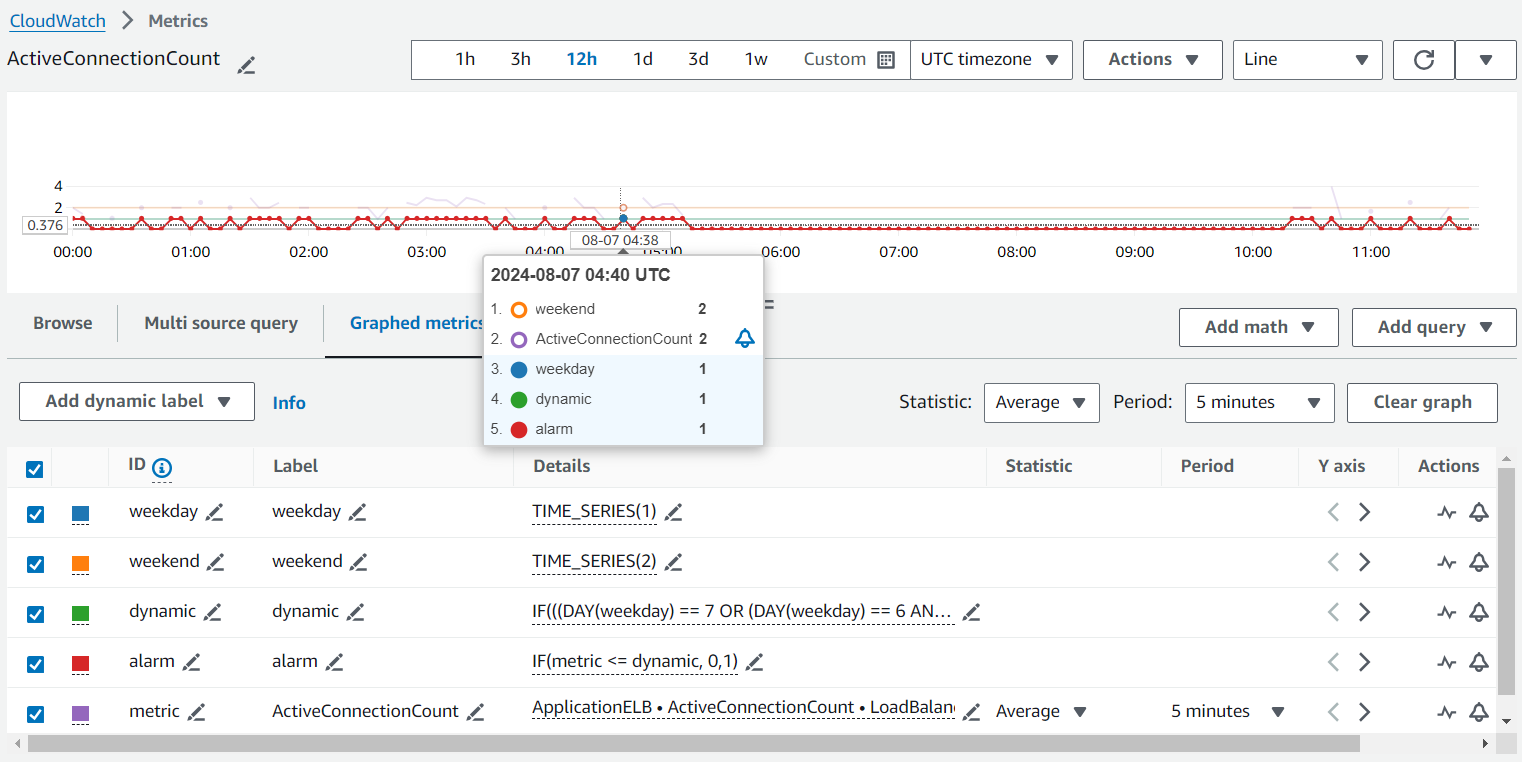 CloudWatch > Metrics
ActiveConnectionCount 1h 3h 12h 1d 3d 1w Custom UTC timezone Actions Line
4
2
0.376
08-07 04:38
00:00 01:00 02:00 03:00 04:00 05:00 06:00 07:00 08:00 09:00 10:00 11:00
2024-08-07 04:40 UTC
1. weekend 2
2. ActiveConnectionCount 2
3. weekday 1
4. dynamic 1
5. alarm 1
Browse Multi source query Graphed metrics Add math Add query
Add dynamic label Info Statistic: Average Period: 5 minutes Clear graph
ID Label Details Statistic Period Y axis Actions
weekday weekday TIME_SERIES(1)
weekend weekend TIME_SERIES(2)
dynamic dynamic IF(((DAY(weekday) == 7 OR (DAY(weekday) == 6 AN...
alarm alarm IF(metric <= dynamic, 0,1)
metric ActiveConnectionCount ApplicationELB • ActiveConnectionCount • LoadBalan Average 5 minutes